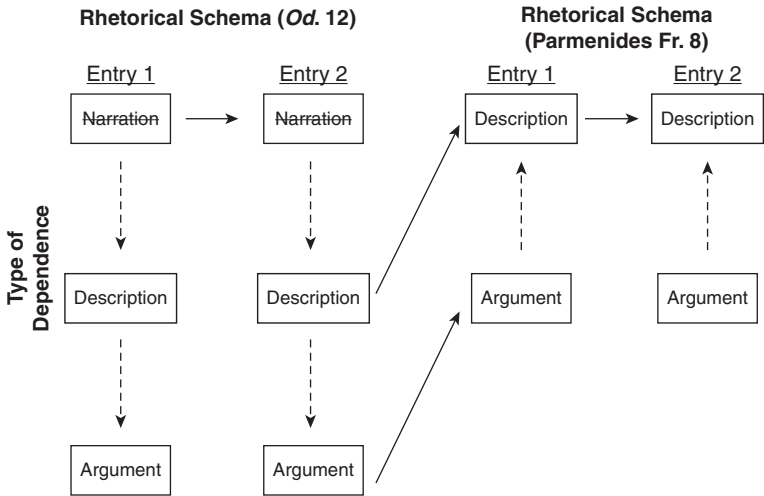 Rhetorical Schema (Od. 12)
Rhetorical Schema
(Parmenides Fr. 8)
Entry 1
Entry 2
Entry 1
Entry 2
Narration
Narration
Description
Description
Type of
Dependence
Description
Description
Argument
Argument
Argument
Argument